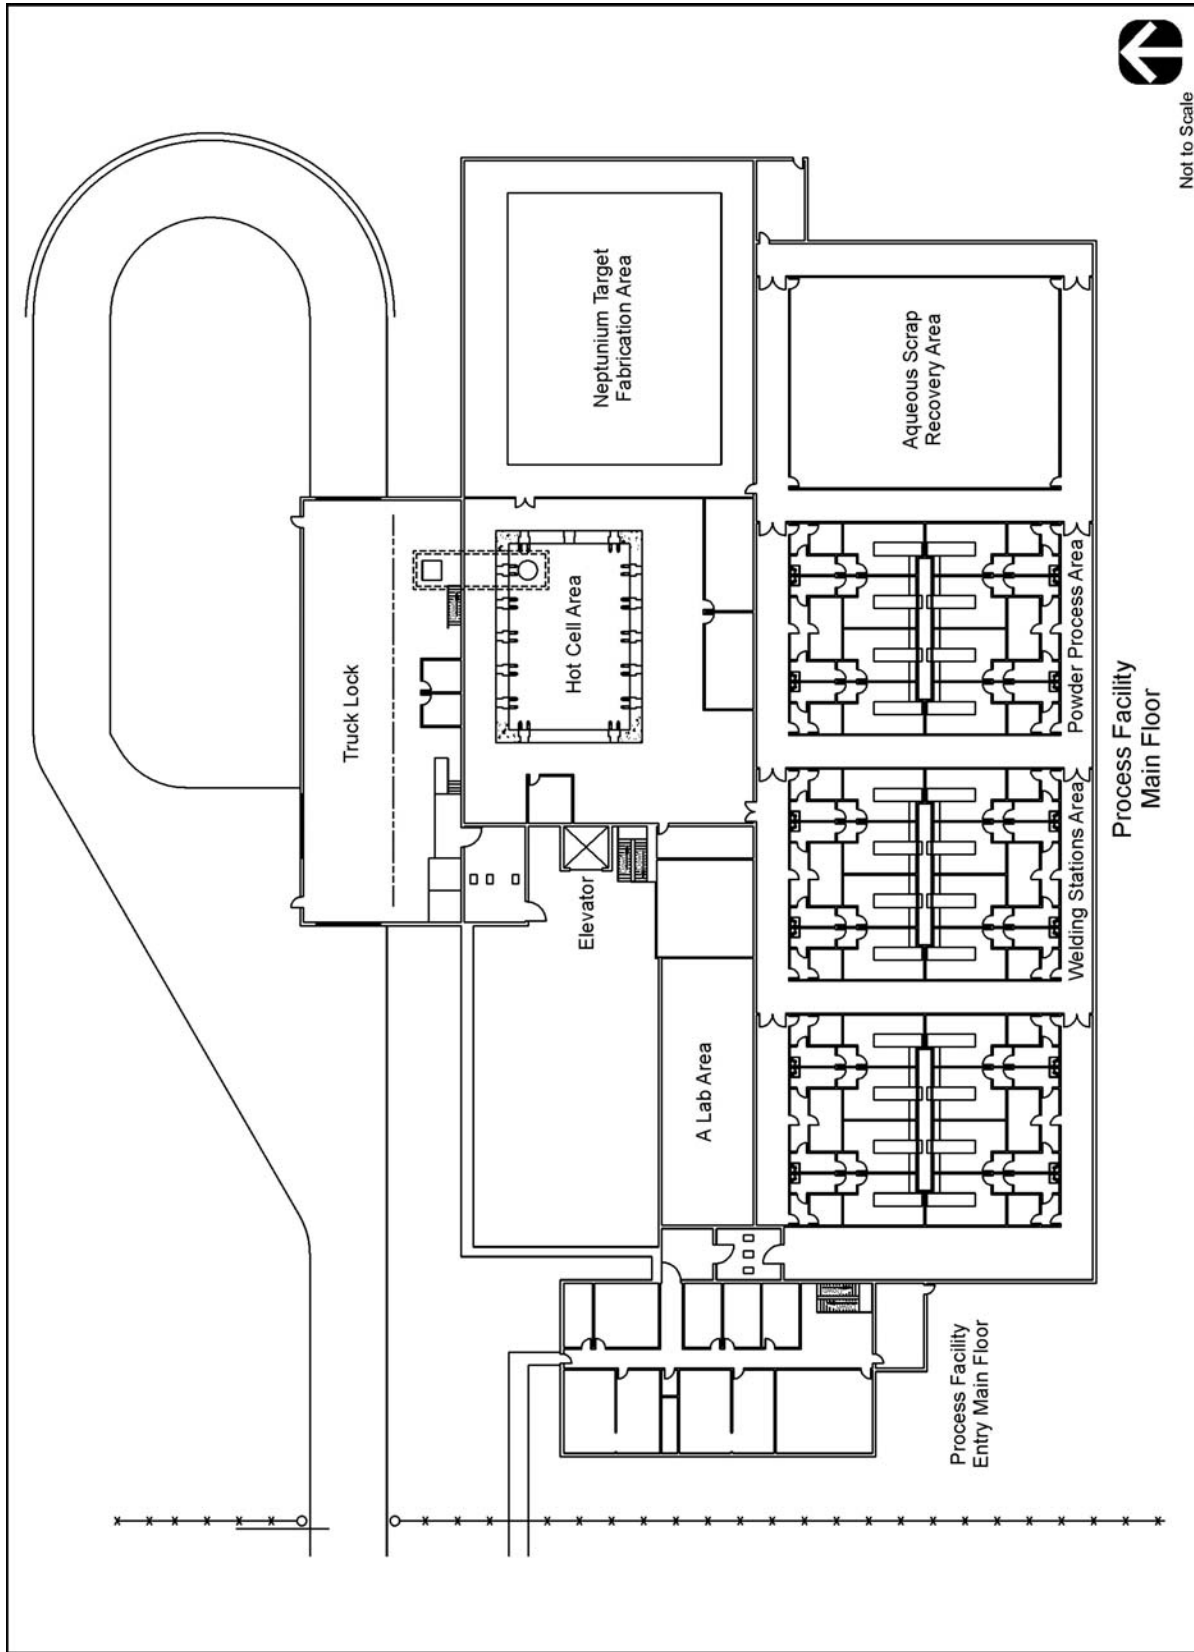 Not to Scale
Truck Lock
Neptunium Target
Fabrication Area
Hot Cell Area
Elevator
A Lab Area
Aqueous Scrap
Recovery Area
Powder Process Area
Welding Stations Area
Process Facility
Main Floor
Process Facility
Entry Main Floor